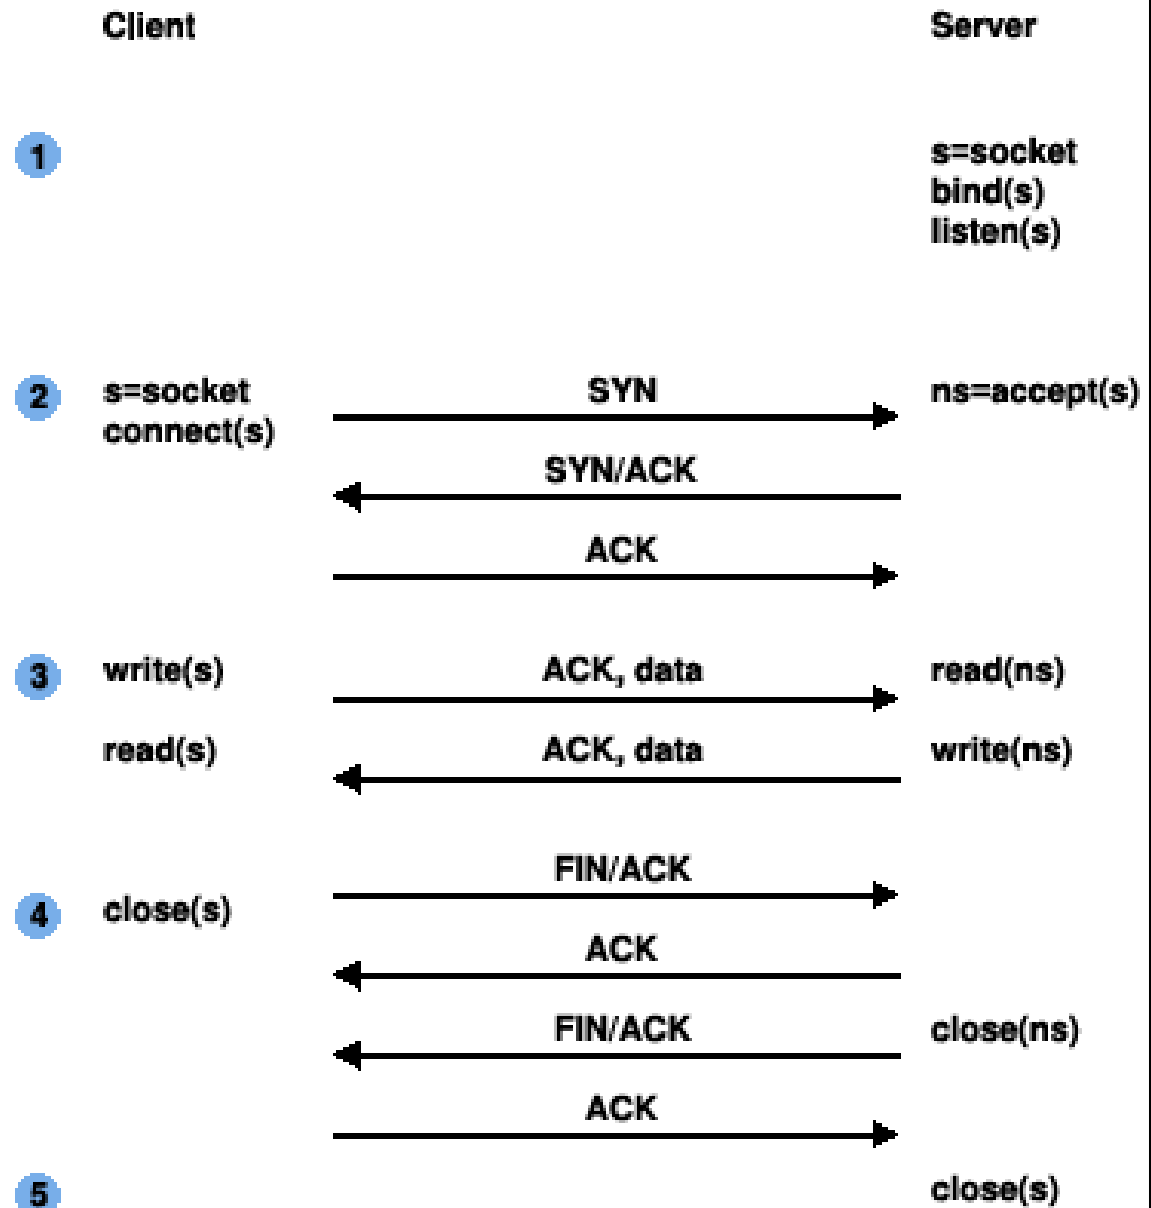 Client Server
1 s=socket
bind(s)
listen(s)
2 s=socket SYN ns=accept(s)
connect(s)
SYN/ACK
ACK
3 write(s) ACK, data read(ns)
read(s) ACK, data write(ns)
FIN/ACK
4 close(s)
ACK
FIN/ACK close(ns)
ACK
5 close(s)